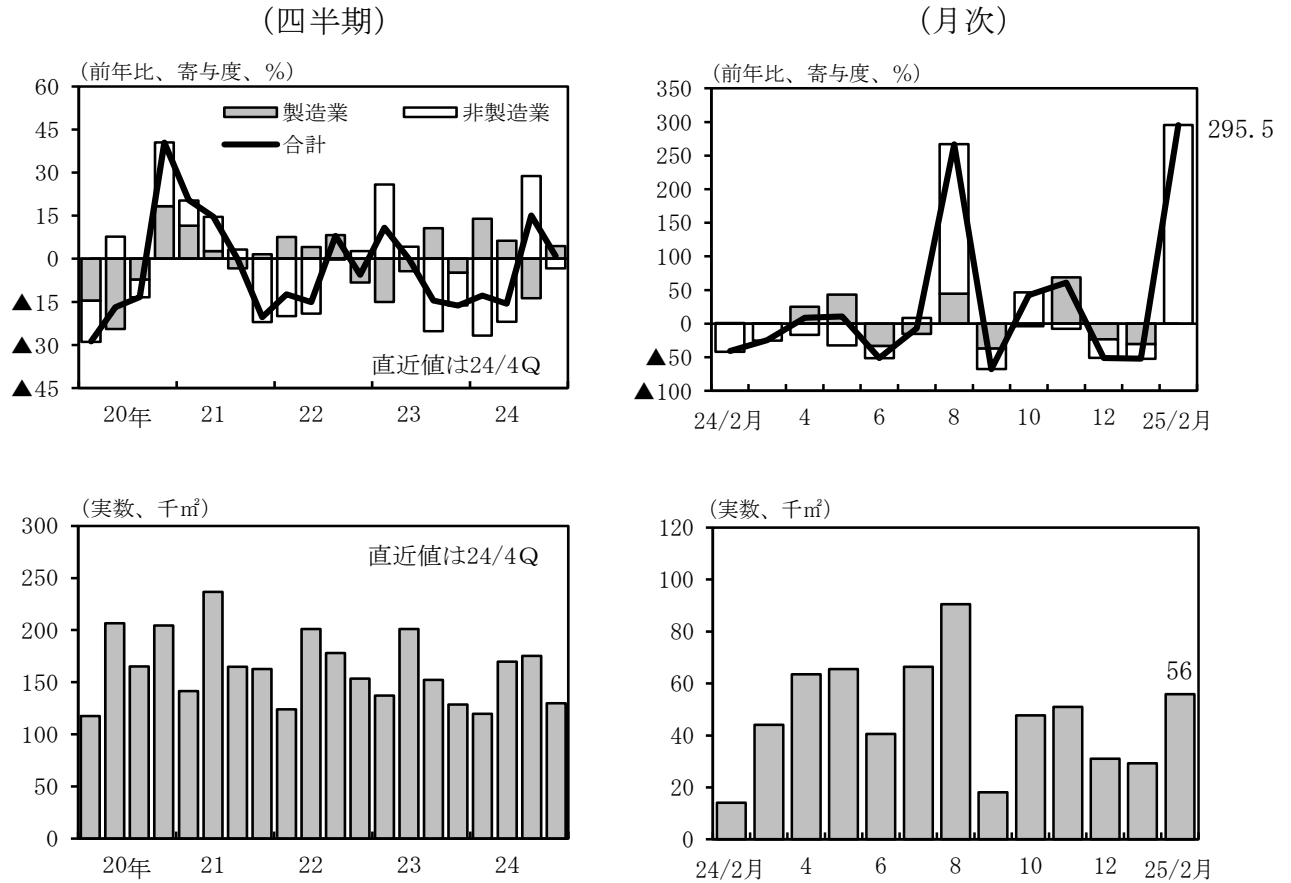 （四半期）
（前年比、寄与度、％）
60
45
30
15
0
▲15
▲30
▲45
製造業
非製造業
合計
直近値は24/4Q
20年 21 22 23 24
（月次）
（前年比、寄与度、％）
350
300
250
200
150
100
50
0
▲50
▲100
295.5
24/2月 4 6 8 10 12 25/2月
（実数、千㎡）
300
250
200
150
100
50
0
直近値は24/4Q
20年 21 22 23 24
（実数、千㎡）
120
100
80
60
40
20
0
56
24/2月 4 6 8 10 12 25/2月